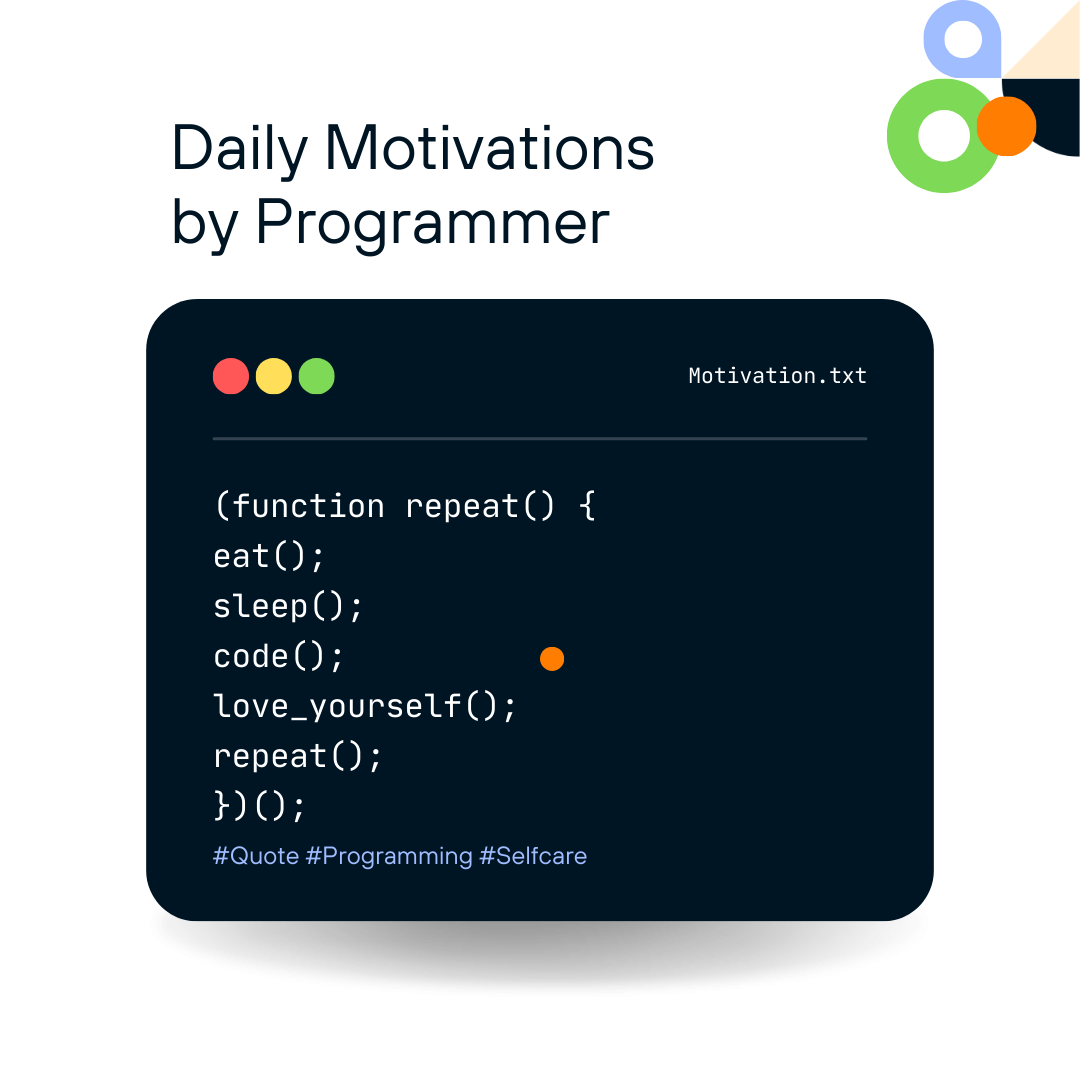 Daily Motivations
by Programmer
Motivation.txt
(function repeat() {
eat();
sleep();
code();
love_yourself();
repeat();
})();
#Quote #Programming #Selfcare